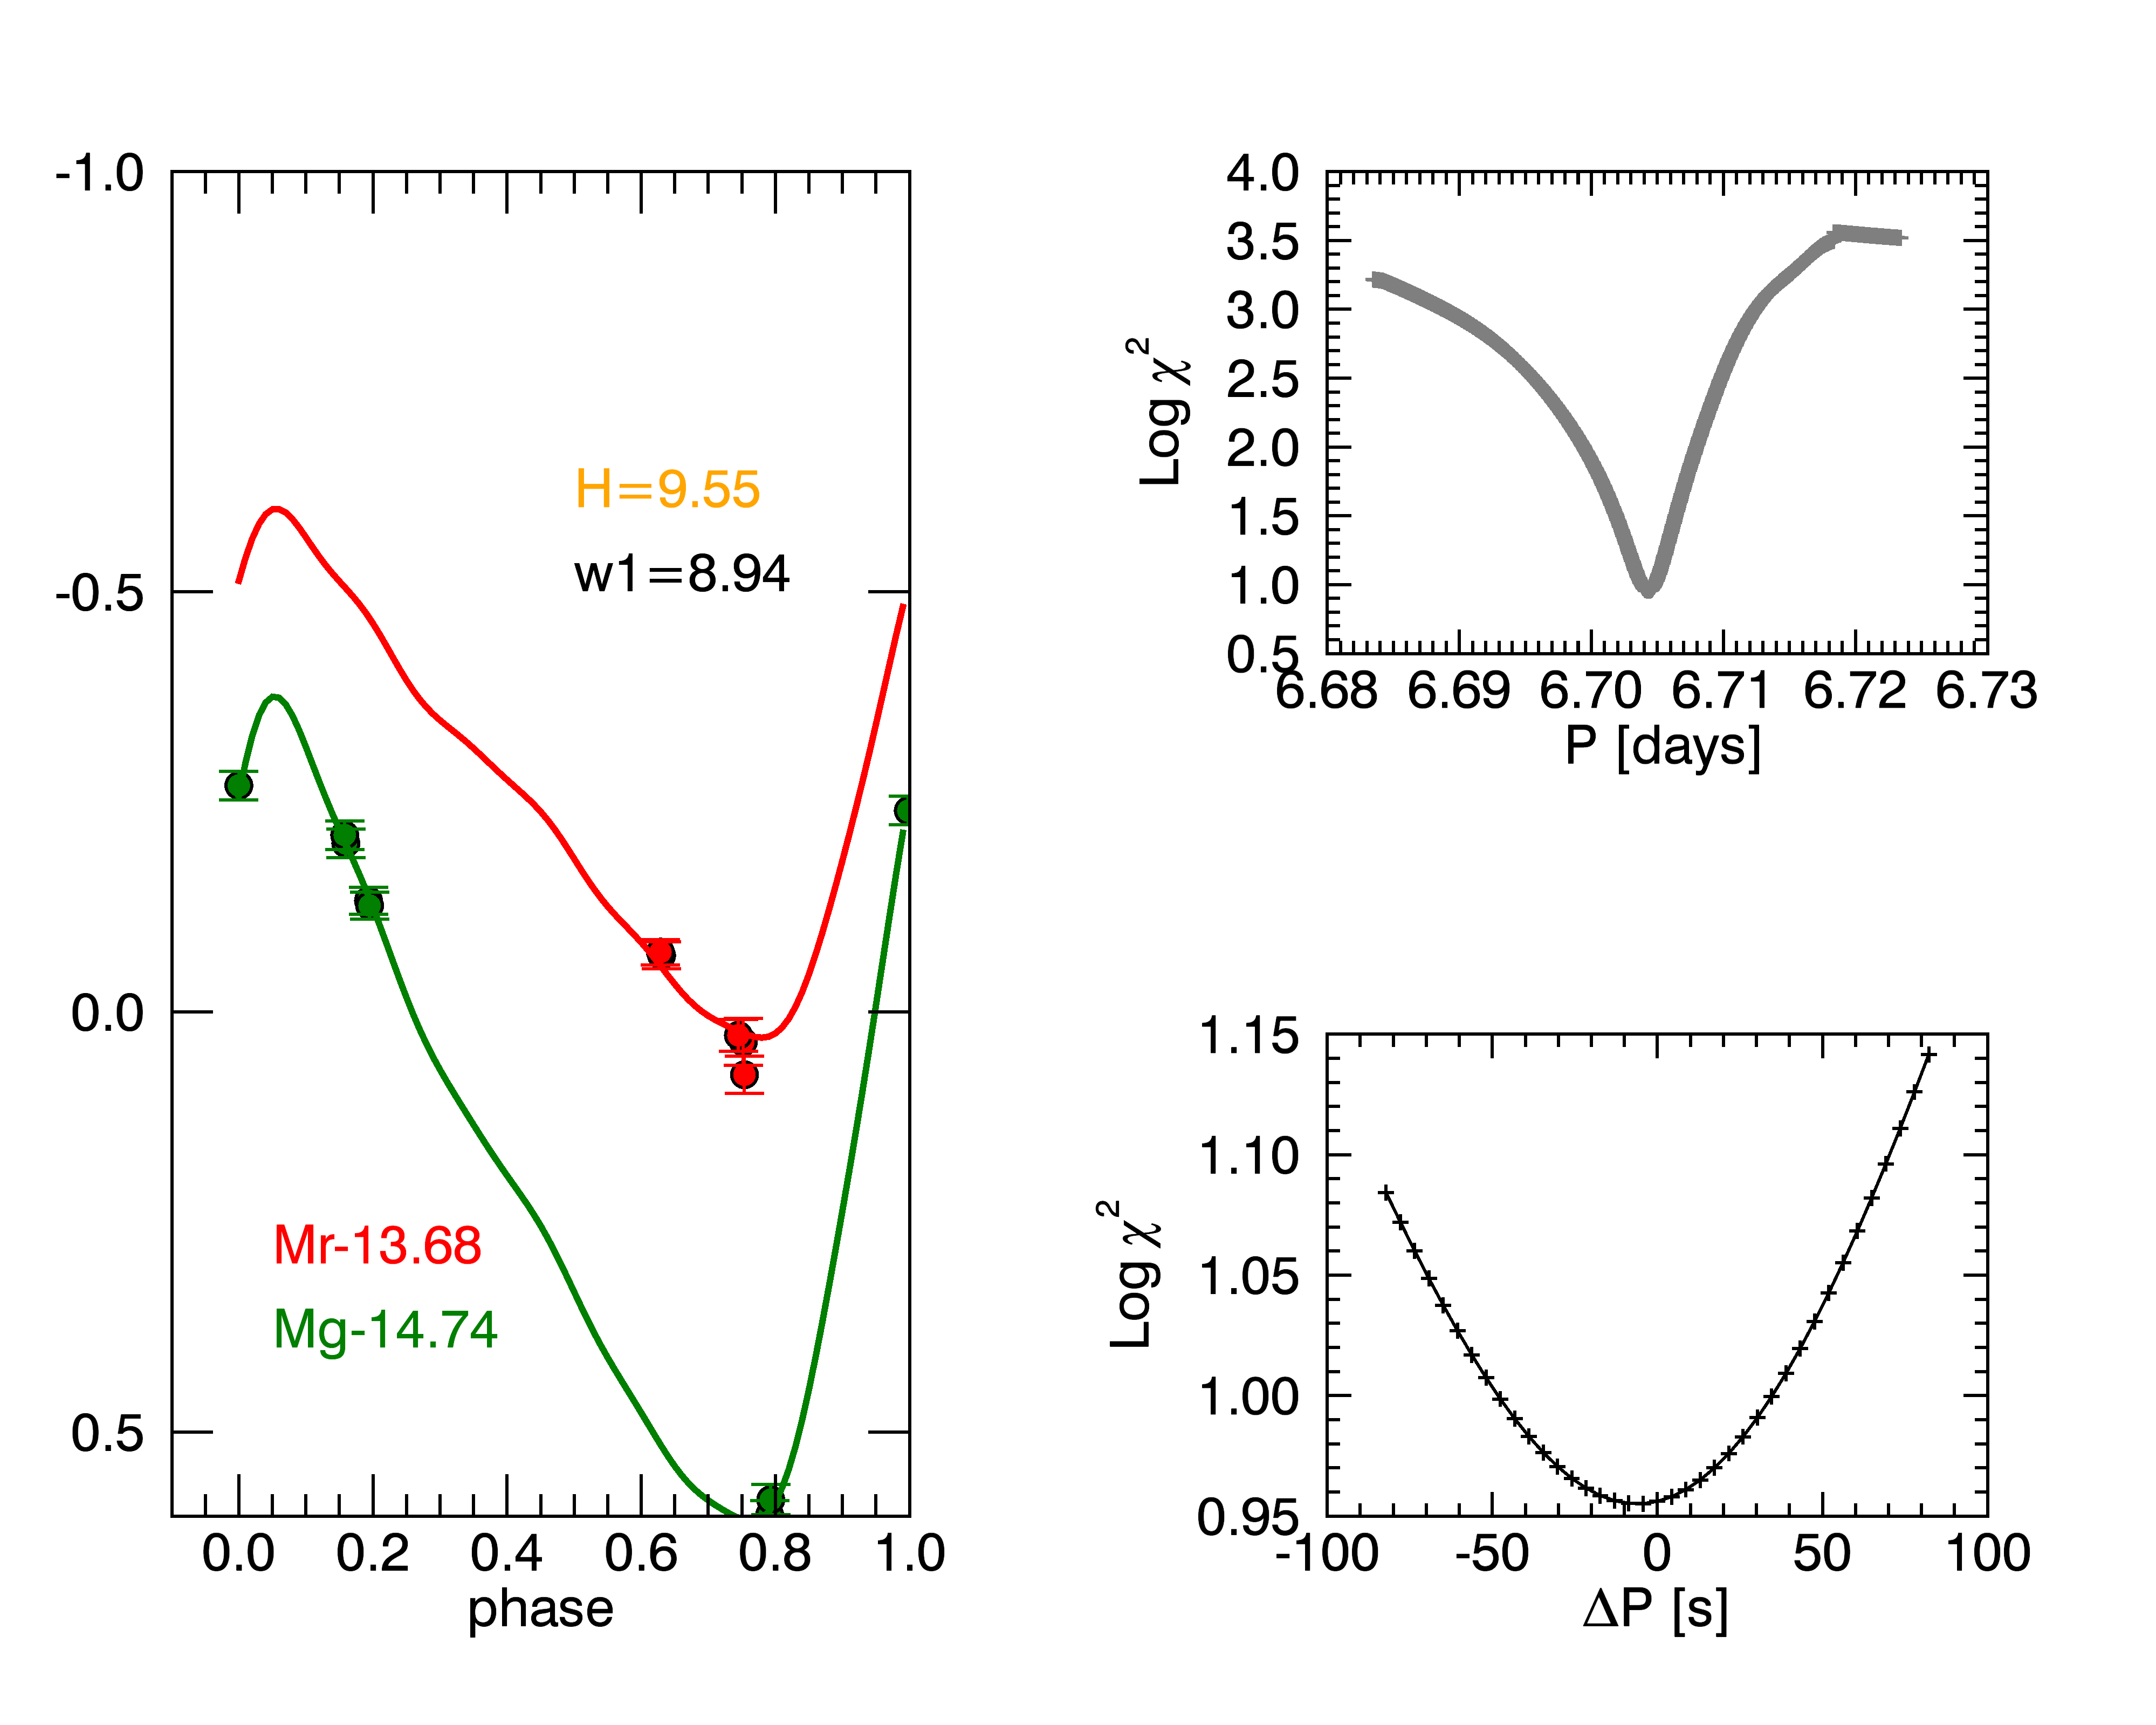 -1.0
-0.5
0.0
0.5
H=9.55
w1=8.94
Mr-13.68
Mg-14.74
0.0 0.2 0.4 0.6 0.8 1.0
phase
4.0
3.5
3.0
2.5
2.0
1.5
1.0
0.5
Log χ²
6.68 6.69 6.70 6.71 6.72 6.73
P [days]
1.15
1.10
1.05
1.00
0.95
Log χ²
-100 -50 0 50 100
ΔP [s]